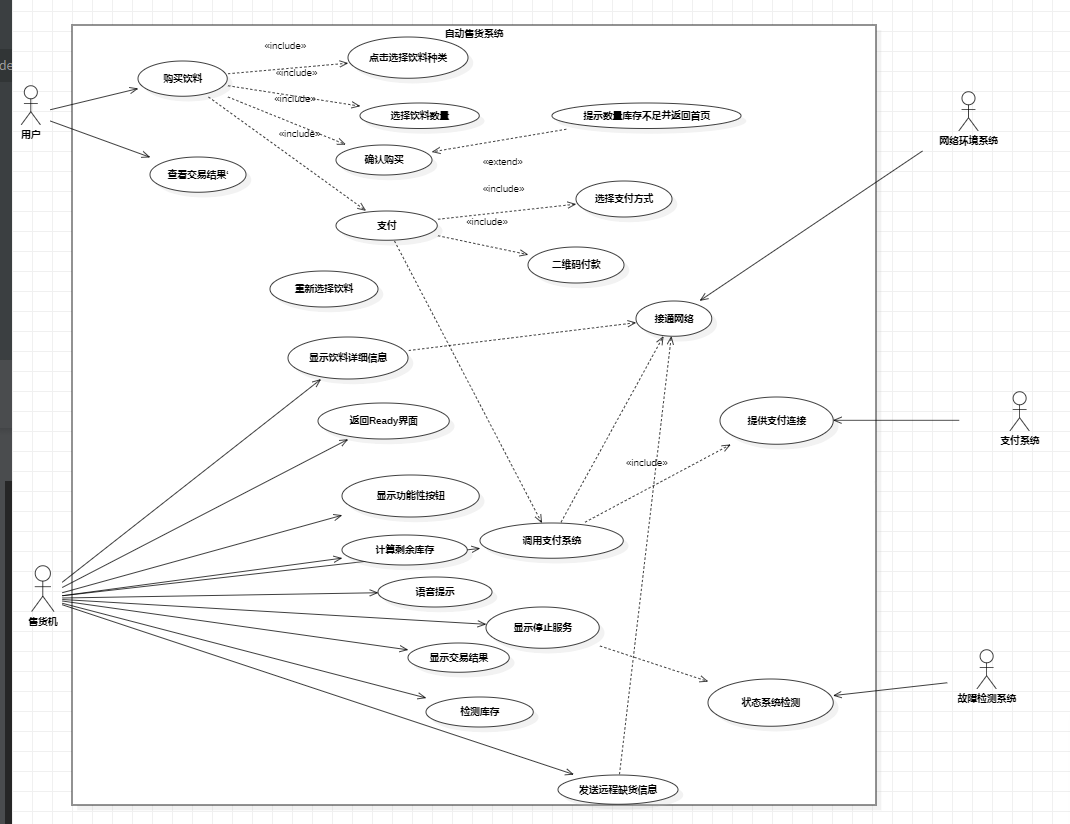 自动售货系统
«include»
点击选择饮料种类
de
购买饮料
«include»
«include»
选择饮料数量
提示数量库存不足并返回首页
用户
«include»
网络环境系统
确认购买
«extend»
查看交易结果‘
«include»
选择支付方式
«include»
支付
二维码付款
重新选择饮料
接通网络
显示饮料详细信息
返回Ready界面
提供支付连接
支付系统
«include»
显示功能性按钮
调用支付系统
计算剩余库存
语音提示
售货机
显示停止服务
显示交易结果
状态系统检测
故障检测系统
检测库存
发送远程缺货信息